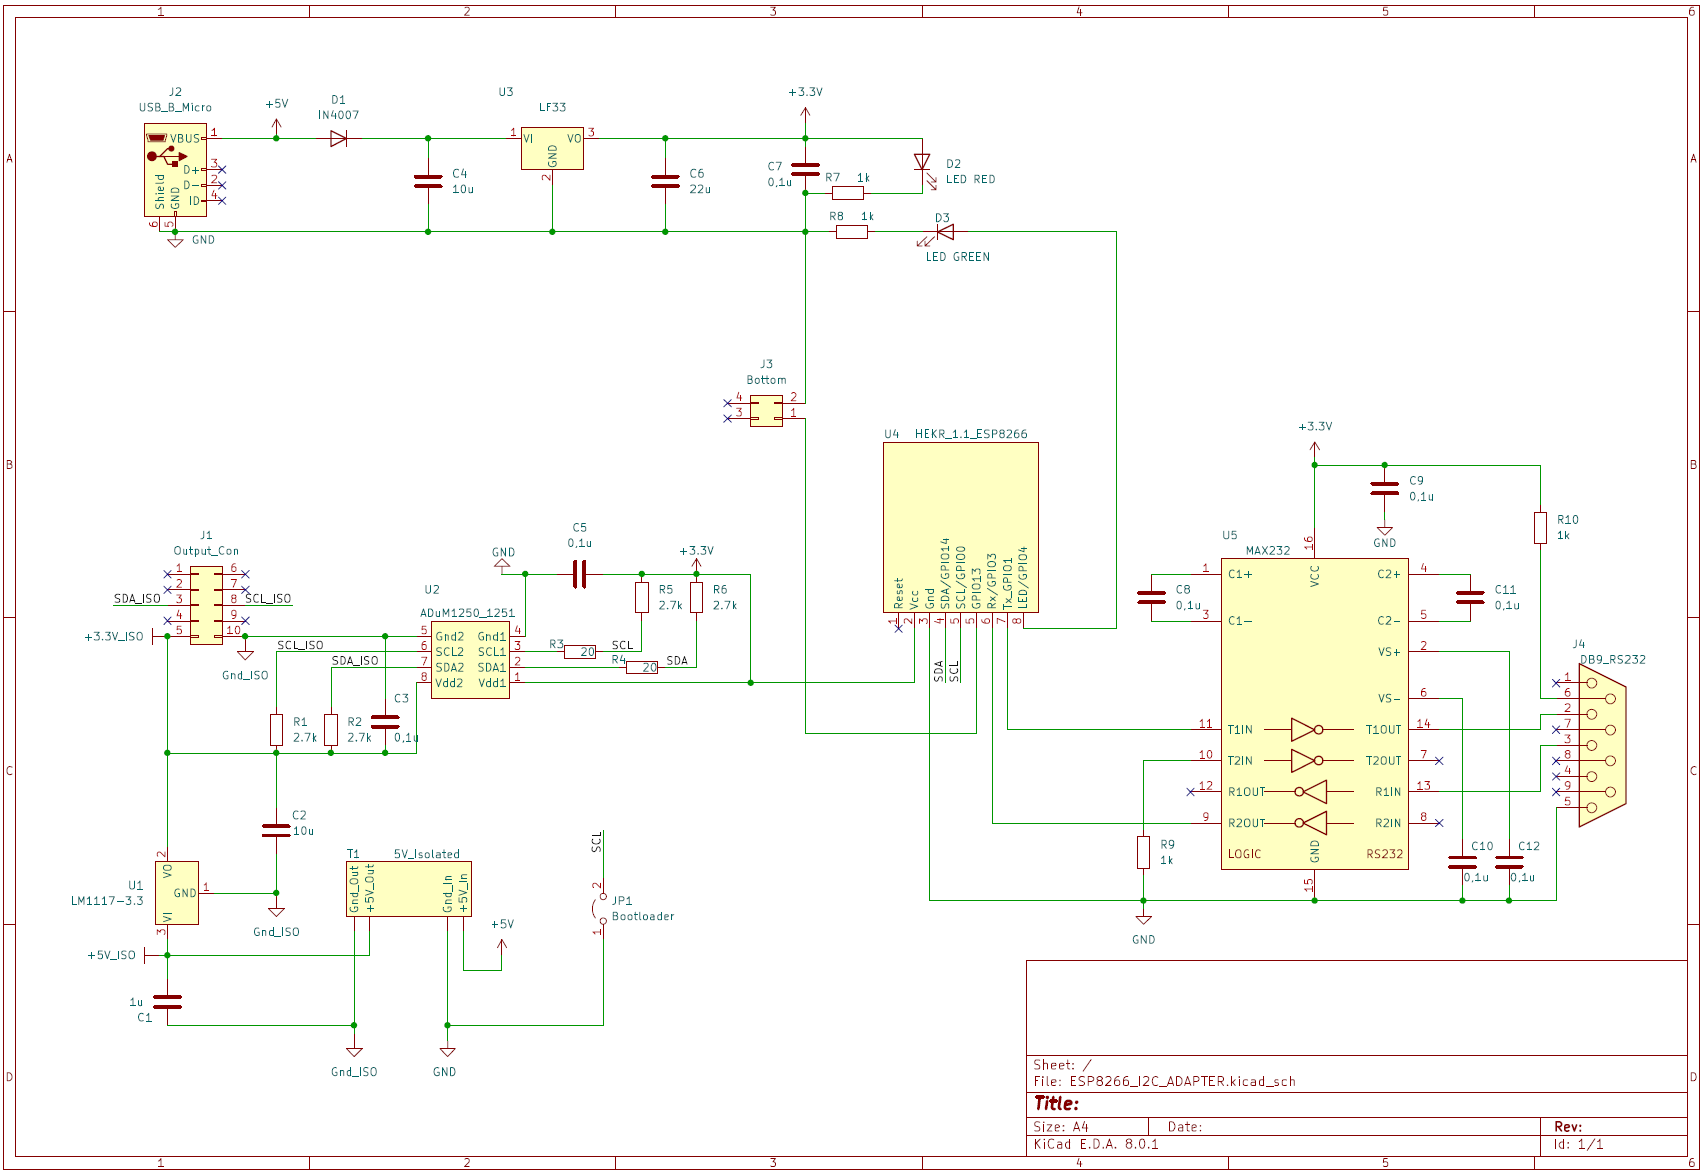 1 2 3 4 5 6
A
B
C
D
A
B
C
D
J2
USB_B_Micro
VBUS 1
D+ 3
D- 2
ID 4
Shield
GND
6
5
GND
+5V
D1
IN4007
C4
10u
U3
LF33
1 VI
VO 3
GND
2
C6
22u
+3.3V
C7
0,1u
R7 1k
D2
LED RED
R8 1k
D3
LED GREEN
J3
Bottom
4 2
3 1
U4 HEKR_1.1_ESP8266
Reset
Vcc
Gnd
SDA/GPIO14
SCL/GPIO0
GPIO13
Rx/GPIO3
Tx_GPIO1
LED/GPIO4
1 2 3 4 5 5 6 7 8
SDA
SCL
J1
Output_Con
1 6
2 7
SDA_ISO 3 8 SCL_ISO
4 9
+3.3V_ISO 5 10
Gnd_ISO
SCL_ISO
SDA_ISO
U2
ADuM1250_1251
5 Gnd2 Gnd1 4
6 SCL2 SCL1 3
7 SDA2 SDA1 2
8 Vdd2 Vdd1 1
GND
C5
0,1u
+3.3V
R5
2.7k
R6
2.7k
R3 20 SCL
R4 20 SDA
R1
2.7k
R2
2.7k
C3
0,1u
C2
10u
Gnd_ISO
U1
LM1117-3.3
2
VO
GND 1
VI
3
+5V_ISO
1u
C1
T1 5V_Isolated
Gnd_Out
+5V_Out
Gnd_In
+5V_In
Gnd_ISO
GND
+5V
SCL
2
JP1
Bootloader
1
+3.3V
C9
0,1u
GND
R10
1k
U5
MAX232
16
VCC
1 C1+
3 C1-
C2+ 4
C2- 5
VS+ 2
VS- 6
11 T1IN T1OUT 14
10 T2IN T2OUT 7
12 R1OUT R1IN 13
9 R2OUT R2IN 8
LOGIC GND RS232
15
C8
0,1u
C11
0,1u
C10
0,1u
C12
0,1u
R9
1k
GND
J4
DB9_RS232
1
6
2
7
3
8
4
9
5
Sheet: /
File: ESP8266_I2C_ADAPTER.kicad_sch
Title:
Size: A4 Date: Rev:
KiCad E.D.A. 8.0.1 Id: 1/1
1 2 3 4 5 6